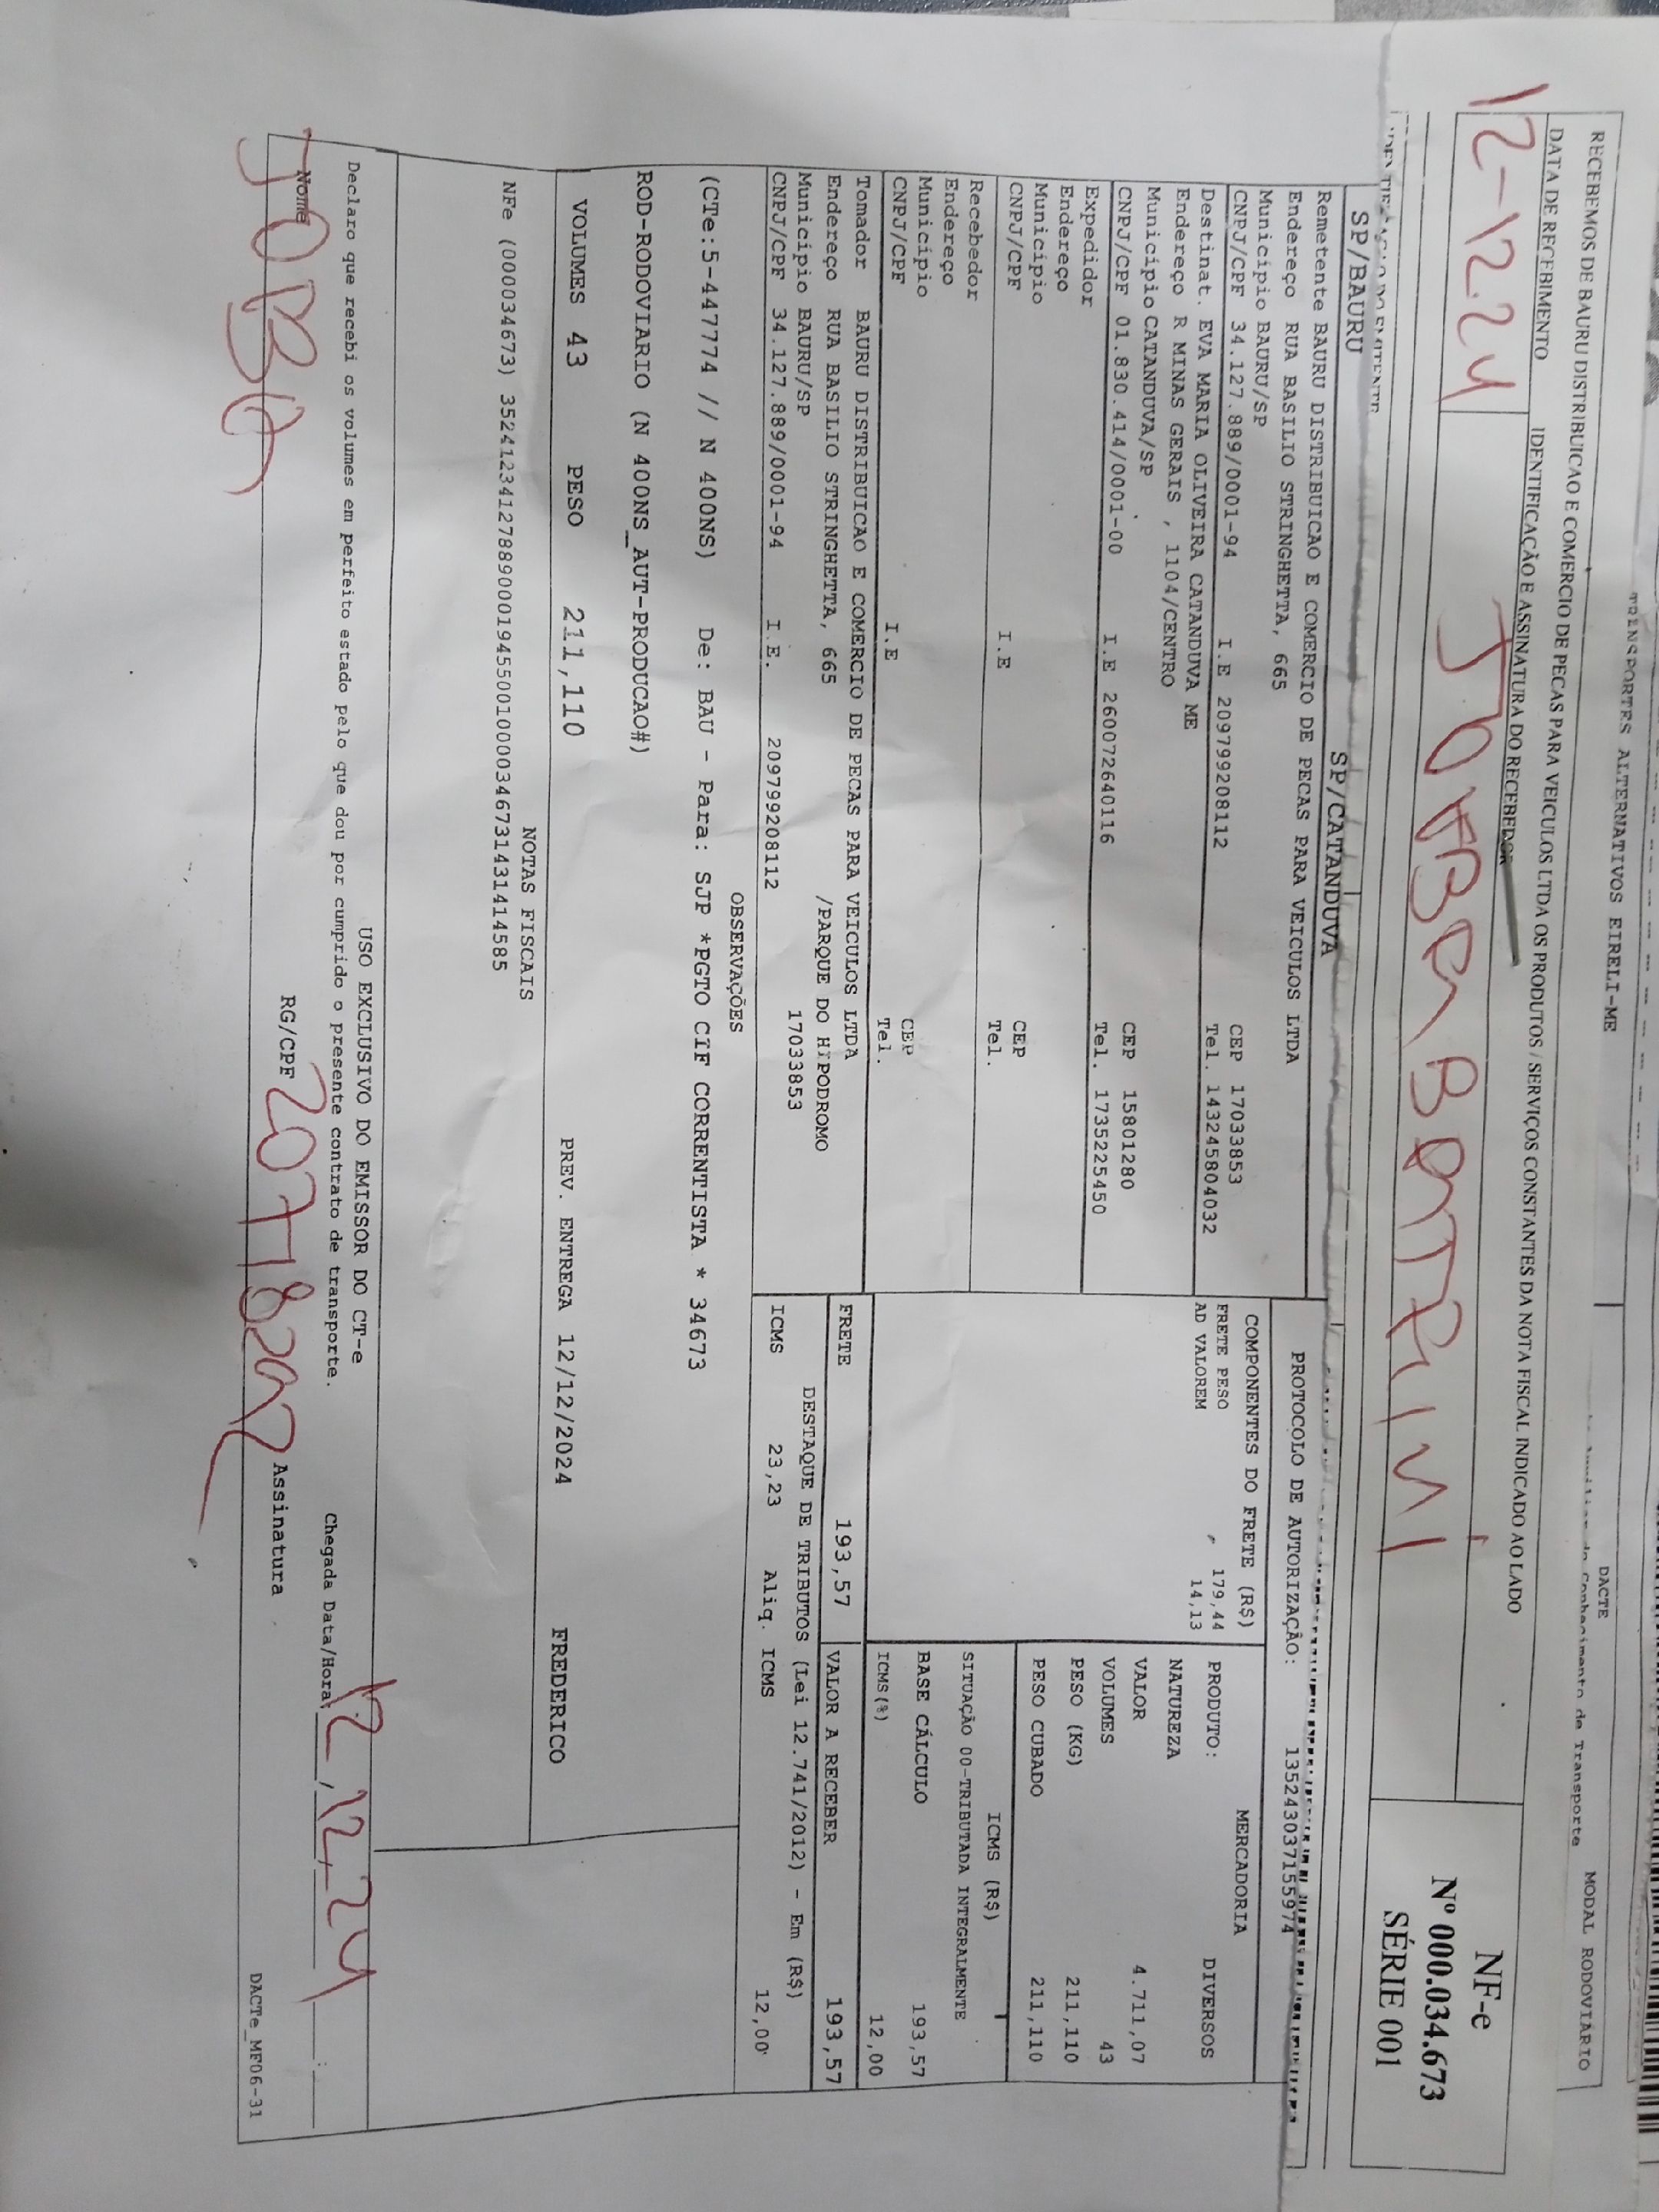 TRANSPORTES ALTERNATIVOS EIRELI-ME
DACTE
MODAL RODOVIARIO
de Conhecimento de Transporte
RECEBEMOS DE BAURU DISTRIBUICAO E COMERCIO DE PECAS PARA VEICULOS LTDA OS PRODUTOS / SERVIÇOS CONSTANTES DA NOTA FISCAL INDICADO AO LADO
DATA DE RECEBIMENTO IDENTIFICAÇÃO E ASSINATURA DO RECEBEDOR
12-12.24
NF-e
Nº 000.034.673
SÉRIE 001
SP/BAURU SP/CATANDUVA
PROTOCOLO DE AUTORIZAÇÃO: 135243037155974
Remetente BAURU DISTRIBUICAO E COMERCIO DE PECAS PARA VEICULOS LTDA
Endereço RUA BASILIO STRINGHETTA, 665
Município BAURU/SP CEP 17033853
CNPJ/CPF 34.127.889/0001-94 I.E 209799208112 Tel. 143245804032
Destinat. EVA MARIA OLIVEIRA CATANDUVA ME
Endereço R MINAS GERAIS , 1104/CENTRO
Município CATANDUVA/SP CEP 15801280
CNPJ/CPF 01.830.414/0001-00 I.E 260072640116 Tel. 1735225450
Expedidor
Endereço
Município CEP
CNPJ/CPF I.E Tel.
Recebedor
Endereço
Município CEP
CNPJ/CPF I.E Tel.
Tomador BAURU DISTRIBUICAO E COMERCIO DE PECAS PARA VEICULOS LTDA
Endereço RUA BASILIO STRINGHETTA, 665 /PARQUE DO HIPODROMO
Município BAURU/SP 17033853
CNPJ/CPF 34.127.889/0001-94 I.E. 209799208112
COMPONENTES DO FRETE (R$)
FRETE PESO 179,44
AD VALOREM 14,13
MERCADORIA
PRODUTO: DIVERSOS
NATUREZA
VALOR 4.711,07
VOLUMES 43
PESO (KG) 211,110
PESO CUBADO 211,110
ICMS (R$)
SITUAÇÃO 00-TRIBUTADA INTEGRALMENTE
BASE CÁLCULO 193,57
ICMS(%) 12,00
FRETE 193,57 VALOR A RECEBER 193,57
DESTAQUE DE TRIBUTOS (Lei 12.741/2012) - Em (R$)
ICMS 23,23 Aliq. ICMS 12,00
OBSERVAÇÕES
(CTe:5-447774 // N 400NS) De: BAU - Para: SJP *PGTO CIF CORRENTISTA * 34673
ROD-RODOVIARIO (N 400NS_AUT-PRODUCAO#)
VOLUMES 43 PESO 211,110 PREV. ENTREGA 12/12/2024 FREDERICO
NOTAS FISCAIS
NFe (000034673) 35241234127889000194550010000346731431414585
USO EXCLUSIVO DO EMISSOR DO CT-e
Declaro que recebi os volumes em perfeito estado pelo que dou por cumprido o presente contrato de transporte. Chegada Data/Hora 12/12/24 __:__
Nome RG/CPF Assinatura
DACTe_MF06-31